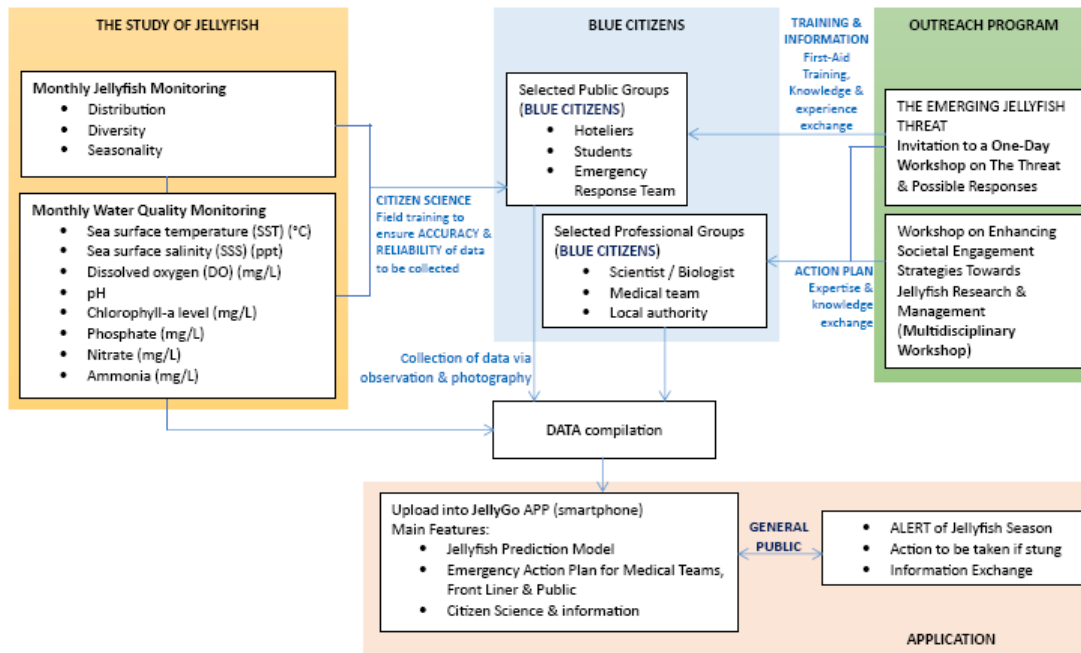 THE STUDY OF JELLYFISH
Monthly Jellyfish Monitoring
• Distribution
• Diversity
• Seasonality
Monthly Water Quality Monitoring
• Sea surface temperature (SST) (°C)
• Sea surface salinity (SSS) (ppt)
• Dissolved oxygen (DO) (mg/L)
• pH
• Chlorophyll-a level (mg/L)
• Phosphate (mg/L)
• Nitrate (mg/L)
• Ammonia (mg/L)
CITIZEN SCIENCE
Field training to
ensure ACCURACY &
RELIABILITY of data
to be collected
BLUE CITIZENS
Selected Public Groups
(BLUE CITIZENS)
• Hoteliers
• Students
• Emergency
Response Team
Selected Professional Groups
(BLUE CITIZENS)
• Scientist / Biologist
• Medical team
• Local authority
TRAINING &
INFORMATION
First-Aid
Training,
Knowledge &
experience
exchange
ACTION PLAN
Expertise &
knowledge
exchange
OUTREACH PROGRAM
THE EMERGING JELLYFISH
THREAT
Invitation to a One-Day
Workshop on The Threat
& Possible Responses
Workshop on Enhancing
Societal Engagement
Strategies Towards
Jellyfish Research &
Management
(Multidisciplinary
Workshop)
Collection of data via
observation & photography
DATA compilation
Upload into JellyGo APP (smartphone)
Main Features:
• Jellyfish Prediction Model
• Emergency Action Plan for Medical Teams,
Front Liner & Public
• Citizen Science & information
GENERAL
PUBLIC
• ALERT of Jellyfish Season
• Action to be taken if stung
• Information Exchange
APPLICATION